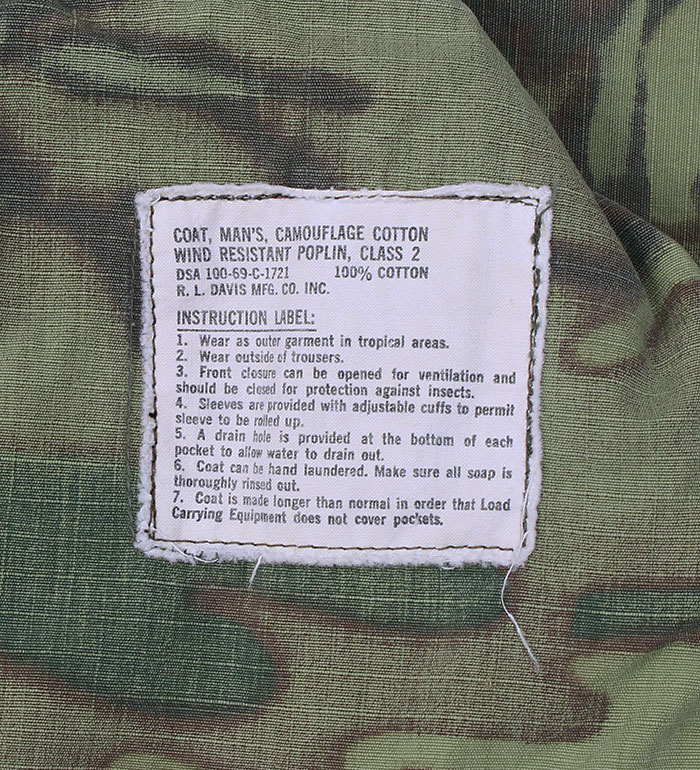 COAT, MAN'S, CAMOUFLAGE COTTON
WIND RESISTANT POPLIN, CLASS 2
DSA 100-69-C-1721 100% COTTON
R. L. DAVIS MFG. CO. INC.
INSTRUCTION LABEL:
1. Wear as outer garment in tropical areas.
2. Wear outside of trousers.
3. Front closure can be opened for ventilation and
should be closed for protection against insects.
4. Sleeves are provided with adjustable cuffs to permit
sleeve to be rolled up.
5. A drain hole is provided at the bottom of each
pocket to allow water to drain out.
6. Coat can be hand laundered. Make sure all soap is
thoroughly rinsed out.
7. Coat is made longer than normal in order that Load
Carrying Equipment does not cover pockets.